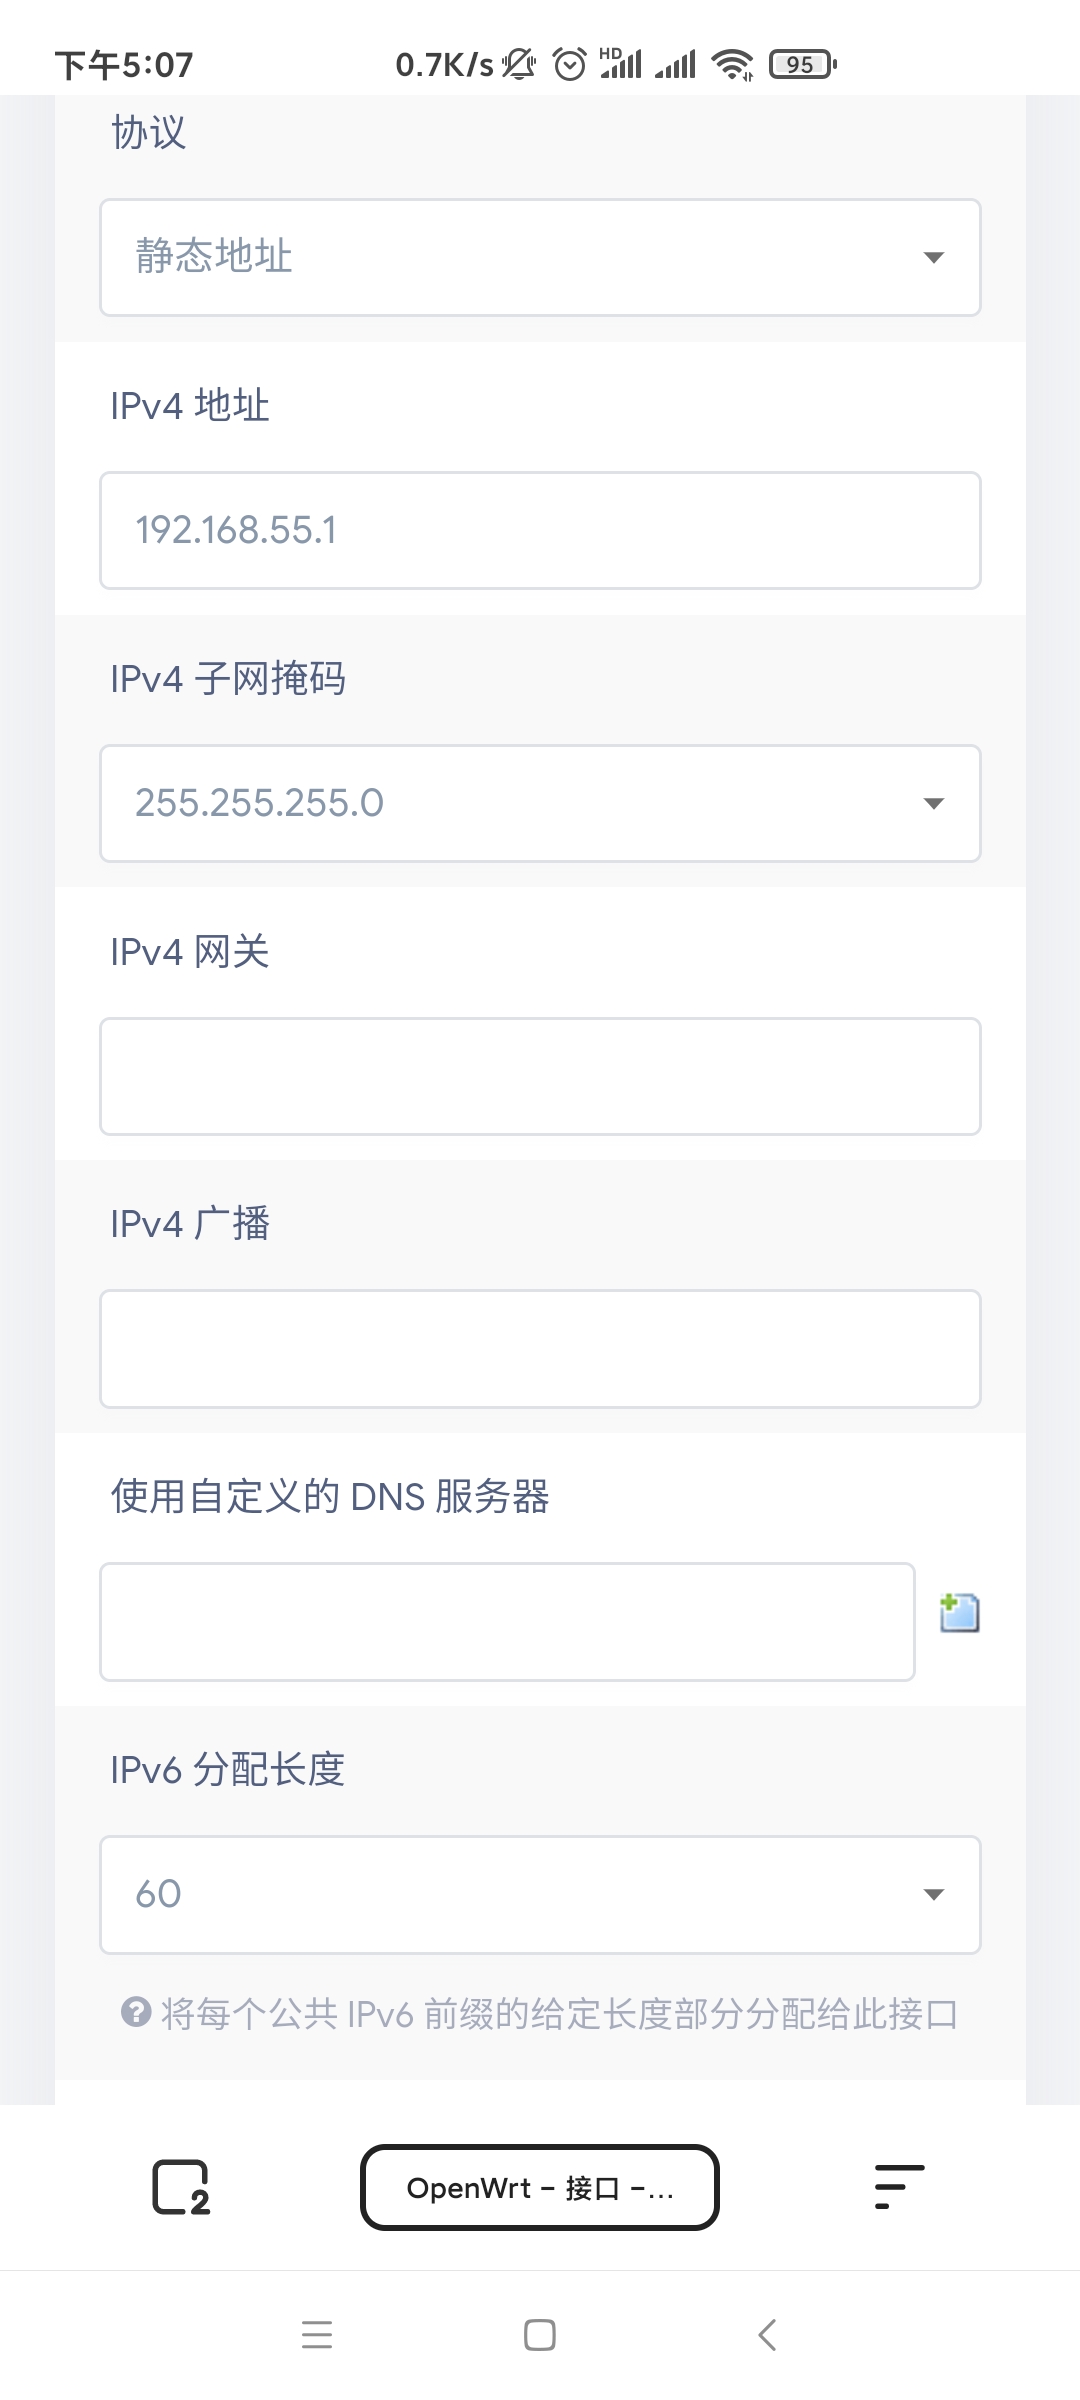 下午5:07
0.7K/s HD 95
协议
静态地址
IPv4 地址
192.168.55.1
IPv4 子网掩码
255.255.255.0
IPv4 网关
IPv4 广播
使用自定义的 DNS 服务器
IPv6 分配长度
60
将每个公共 IPv6 前缀的给定长度部分分配给此接口
2
OpenWrt - 接口 -...